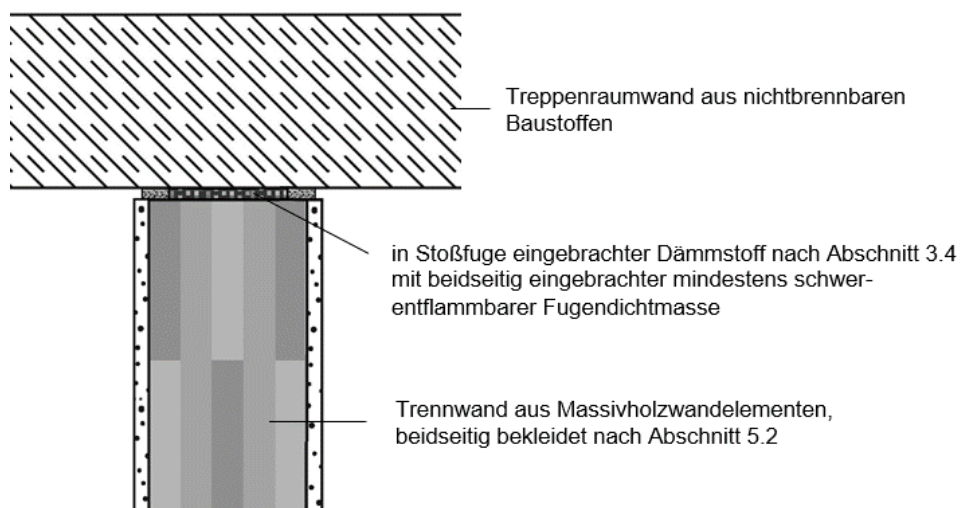 Treppenraumwand aus nichtbrennbaren
Baustoffen
in Stoßfuge eingebrachter Dämmstoff nach Abschnitt 3.4
mit beidseitig eingebrachter mindestens schwer-
entflammbarer Fugendichtmasse
Trennwand aus Massivholzwandelementen,
beidseitig bekleidet nach Abschnitt 5.2